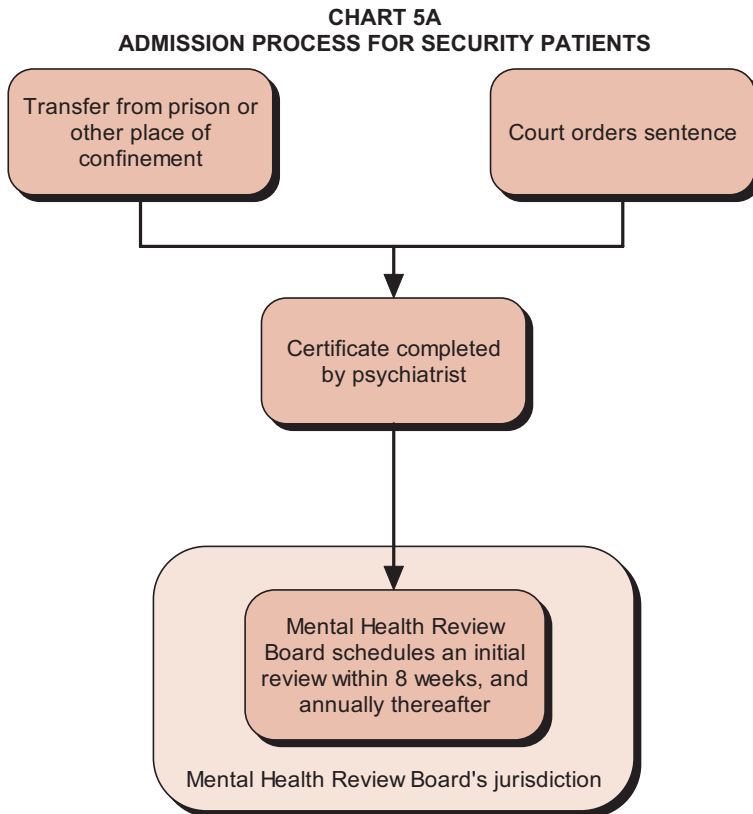 CHART 5A
ADMISSION PROCESS FOR SECURITY PATIENTS
Transfer from prison or
other place of
confinement
Court orders sentence
Certificate completed
by psychiatrist
Mental Health Review
Board schedules an initial
review within 8 weeks, and
annually thereafter
Mental Health Review Board's jurisdiction